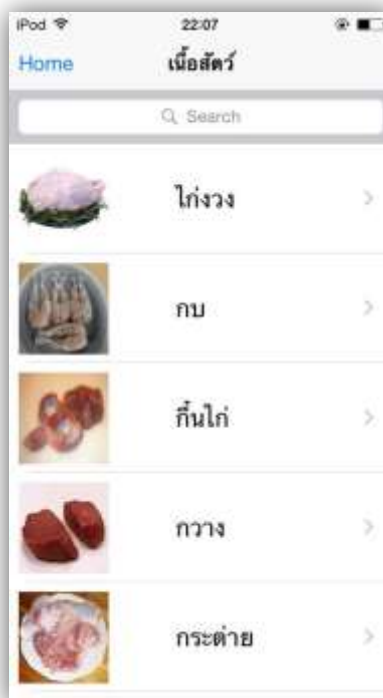 iPod 22:07
Home เนื้อสัตว์
Search
ไก่งวง
กบ
กึ๋นไก่
กวาง
กระต่าย